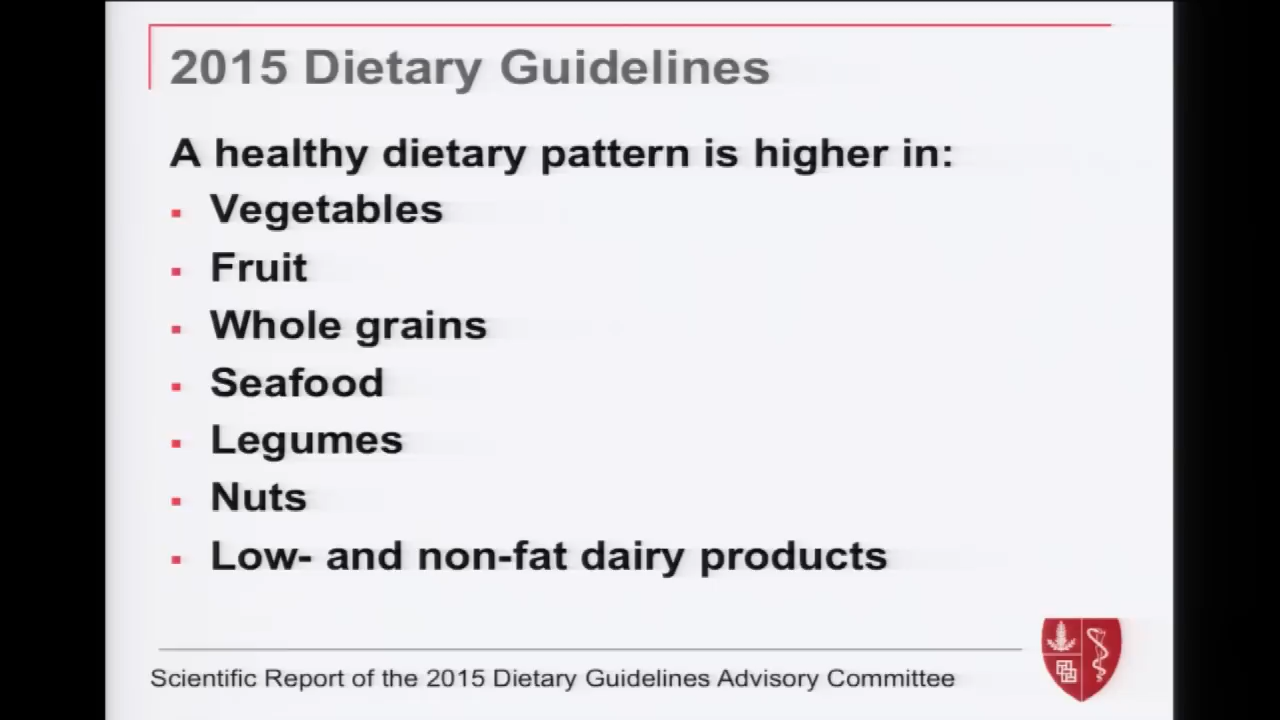 2015 Dietary Guidelines
A healthy dietary pattern is higher in:
Vegetables
Fruit
Whole grains
Seafood
Legumes
Nuts
Low- and non-fat dairy products
Scientific Report of the 2015 Dietary Guidelines Advisory Committee